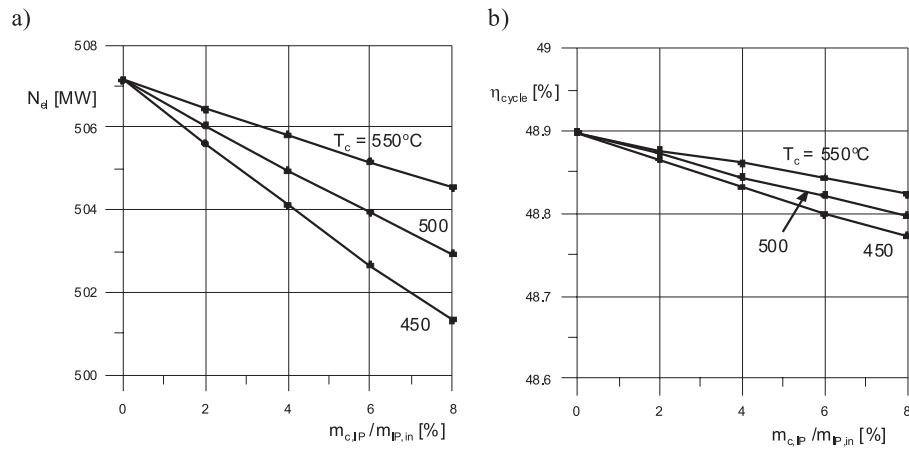 a)
508
N_el [MW]
506
504
502
500
T_c = 550°C
500
450
0 2 4 6 8
m_c,IP /m_IP,in [%]
b)
49
η_cycle [%]
48.9
48.8
48.7
48.6
T_c = 550°C
500
450
0 2 4 6 8
m_c,IP /m_IP,in [%]